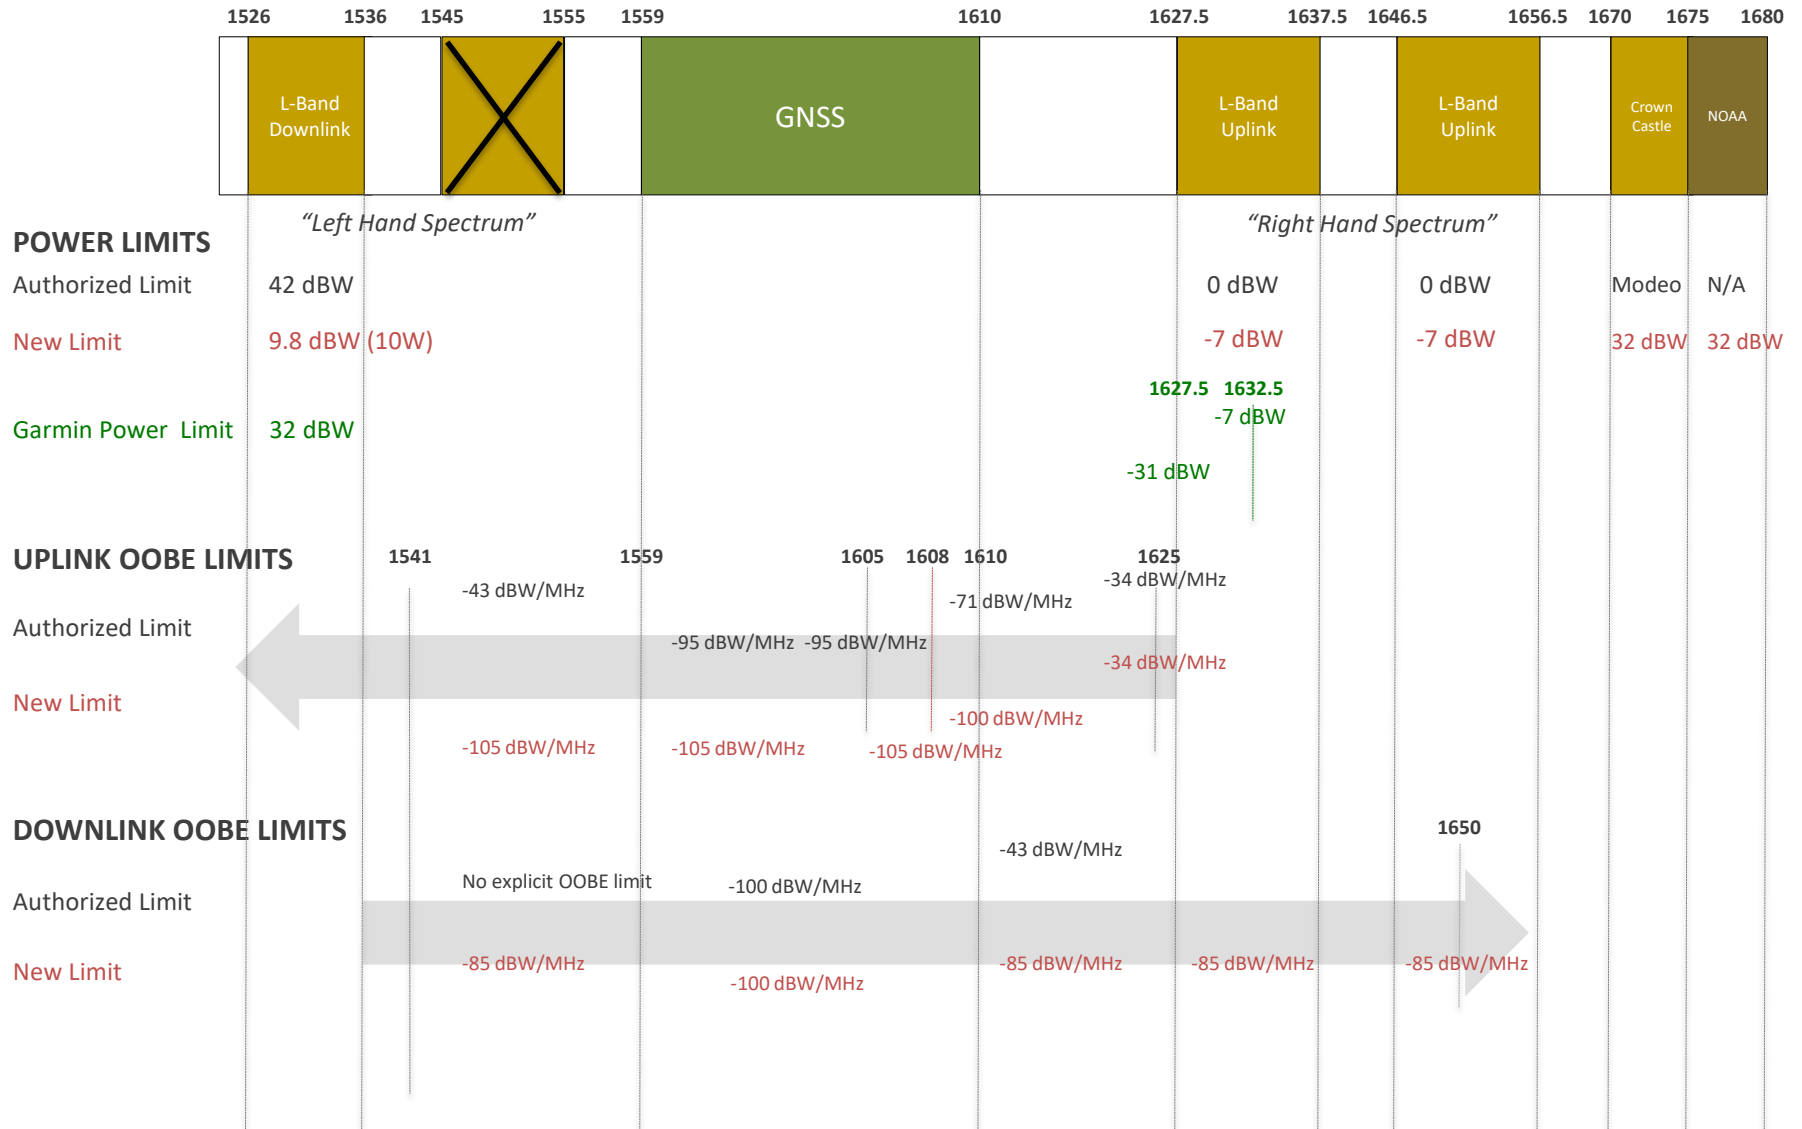 1526 1536 1545 1555 1559 1610 1627.5 1637.5 1646.5 1656.5 1670 1675 1680
L-Band
Downlink
GNSS
L-Band
Uplink
L-Band
Uplink
Crown
Castle
NOAA
“Left Hand Spectrum” “Right Hand Spectrum”
POWER LIMITS
Authorized Limit 42 dBW 0 dBW 0 dBW Modeo N/A
New Limit 9.8 dBW (10W) -7 dBW -7 dBW 32 dBW 32 dBW
1627.5 1632.5
-7 dBW
Garmin Power Limit 32 dBW
-31 dBW
UPLINK OOBE LIMITS 1541 1559 1605 1608 1610 1625
-34 dBW/MHz
-43 dBW/MHz
-71 dBW/MHz
Authorized Limit
-95 dBW/MHz -95 dBW/MHz
-34 dBW/MHz
New Limit
-100 dBW/MHz
-105 dBW/MHz -105 dBW/MHz -105 dBW/MHz
DOWNLINK OOBE LIMITS 1650
-43 dBW/MHz
No explicit OOBE limit -100 dBW/MHz
Authorized Limit
-85 dBW/MHz -85 dBW/MHz -85 dBW/MHz -85 dBW/MHz
New Limit
-100 dBW/MHz